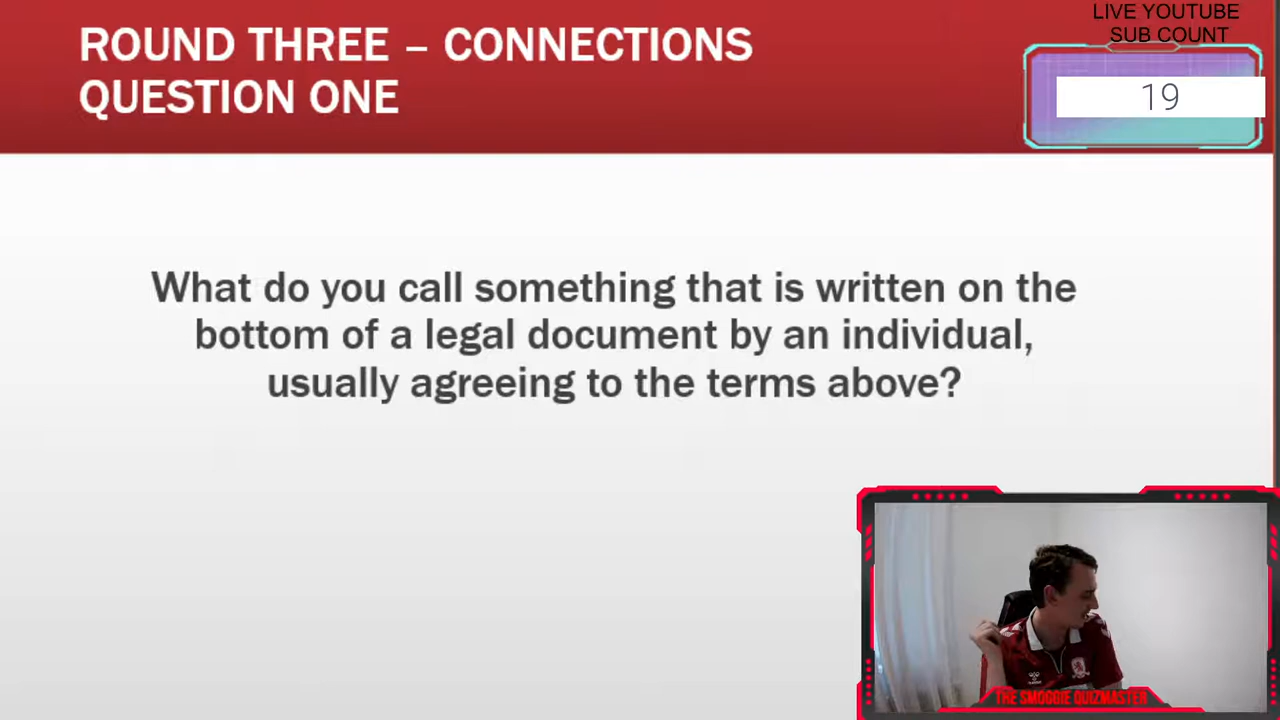 ROUND THREE – CONNECTIONS
QUESTION ONE
LIVE YOUTUBE
SUB COUNT
19
What do you call something that is written on the
bottom of a legal document by an individual,
usually agreeing to the terms above?
THE SMOGGIE QUIZMASTER